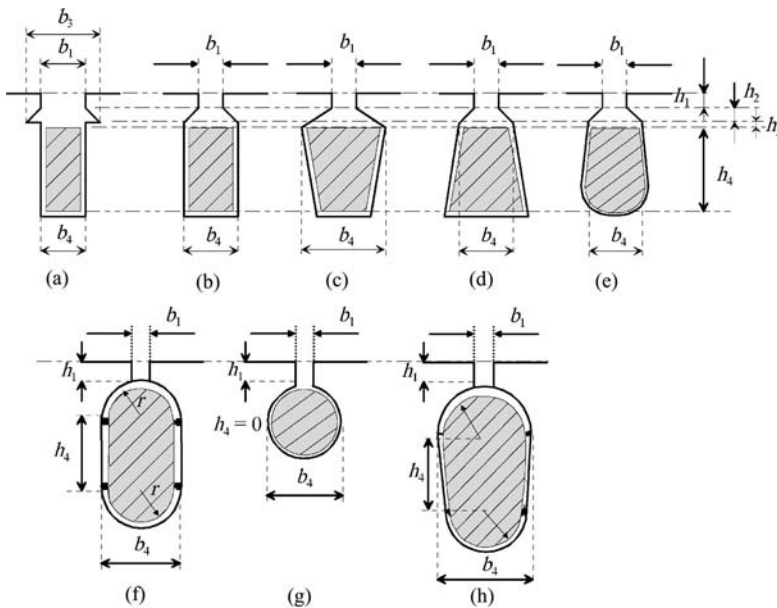 b₃
b₁ b₁ b₁ b₁ b₁
h₁ h₂
h₄
b₄ b₄ b₄ b₄ b₄
(a) (b) (c) (d) (e)
b₁ b₁ b₁
h₁ h₁ h₁
r
h₄ h₄ = 0 h₄
r
b₄ b₄ b₄
(f) (g) (h)